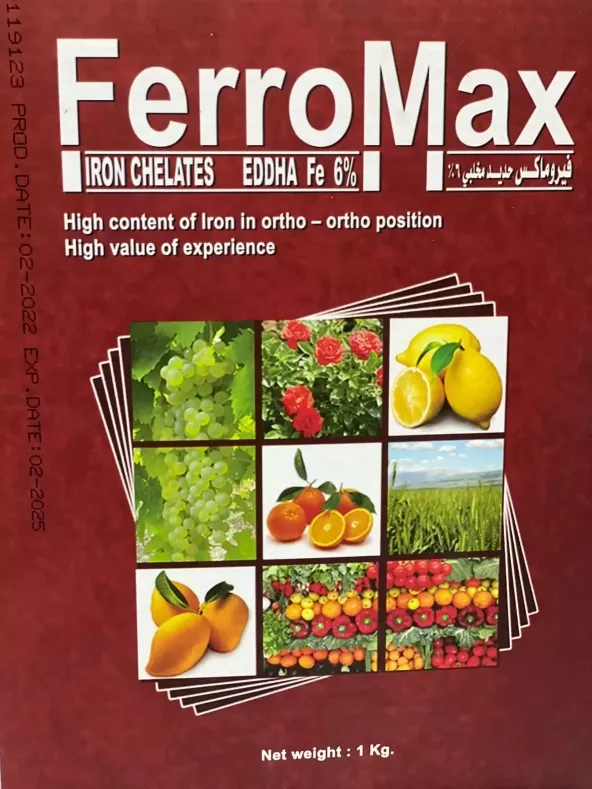 FerroMax
IRON CHELATES EDDHA Fe 6%
فيروماكس حديد مخلبي ٦٪
High content of Iron in ortho – ortho position
High value of experience
119123 PROD.DATE:02-2022 EXP.DATE:02-2025
Net weight : 1 Kg.